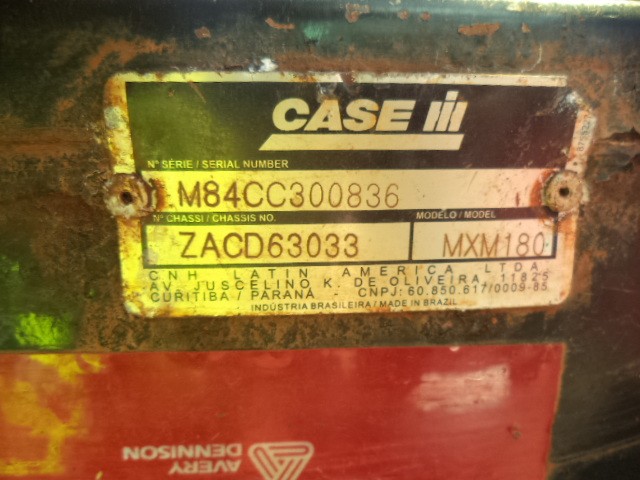 CASE IH
Nº SÉRIE / SERIAL NUMBER
M84CC300836
Nº CHASSI / CHASSIS NO.
MODELO / MODEL
ZACD63033
MXM180
CNH LATIN AMERICA LTDA
AV. JUSCELINO K. DE OLIVEIRA 11825
CURITIBA / PARANÁ CNPJ: 60.850.617/0009-85
INDÚSTRIA BRASILEIRA / MADE IN BRAZIL
AVERY
DENNISON